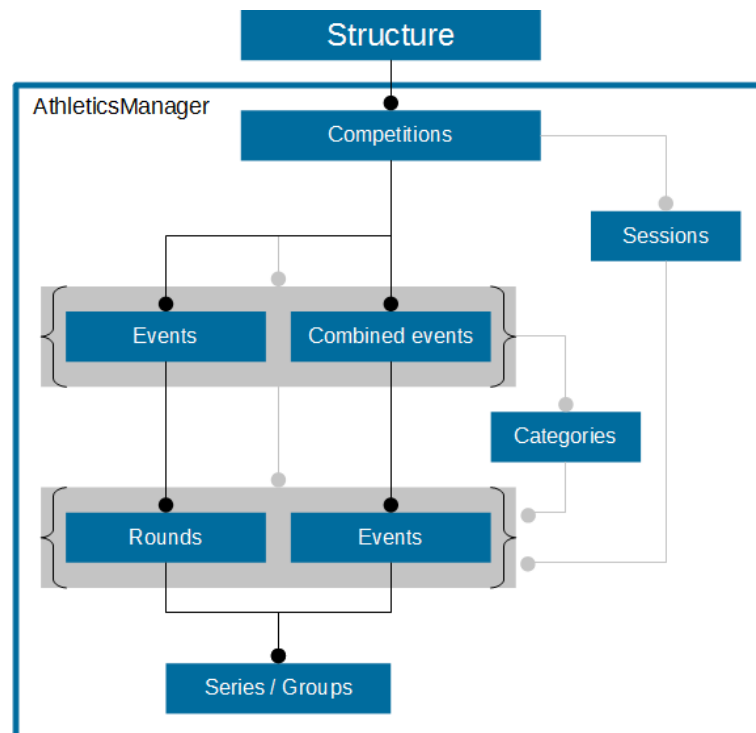 Structure
AthleticsManager
Competitions
Sessions
Events
Combined events
Categories
Rounds
Events
Series / Groups